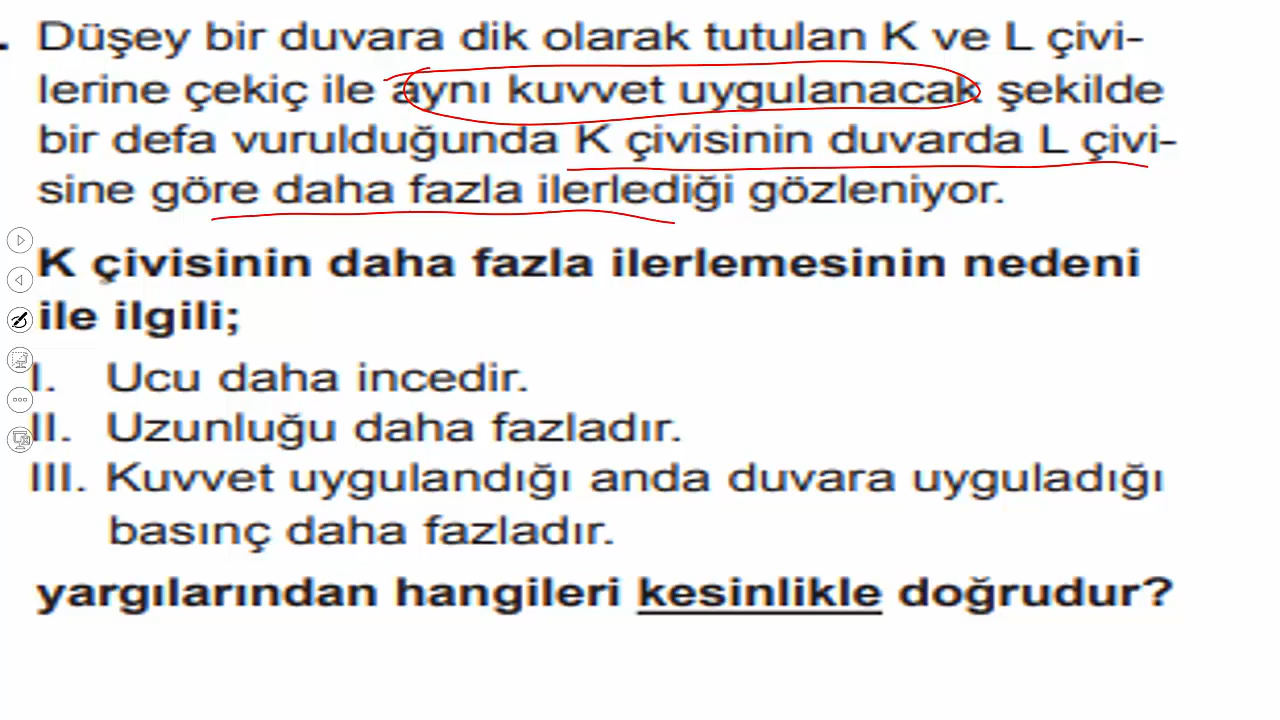 Düşey bir duvara dik olarak tutulan K ve L çivi-
lerine çekiç ile aynı kuvvet uygulanacak şekilde
bir defa vurulduğunda K çivisinin duvarda L çivi-
sine göre daha fazla ilerlediği gözleniyor.
K çivisinin daha fazla ilerlemesinin nedeni
ile ilgili;
I. Ucu daha incedir.
II. Uzunluğu daha fazladır.
III. Kuvvet uygulandığı anda duvara uyguladığı
basınç daha fazladır.
yargılarından hangileri kesinlikle doğrudur?